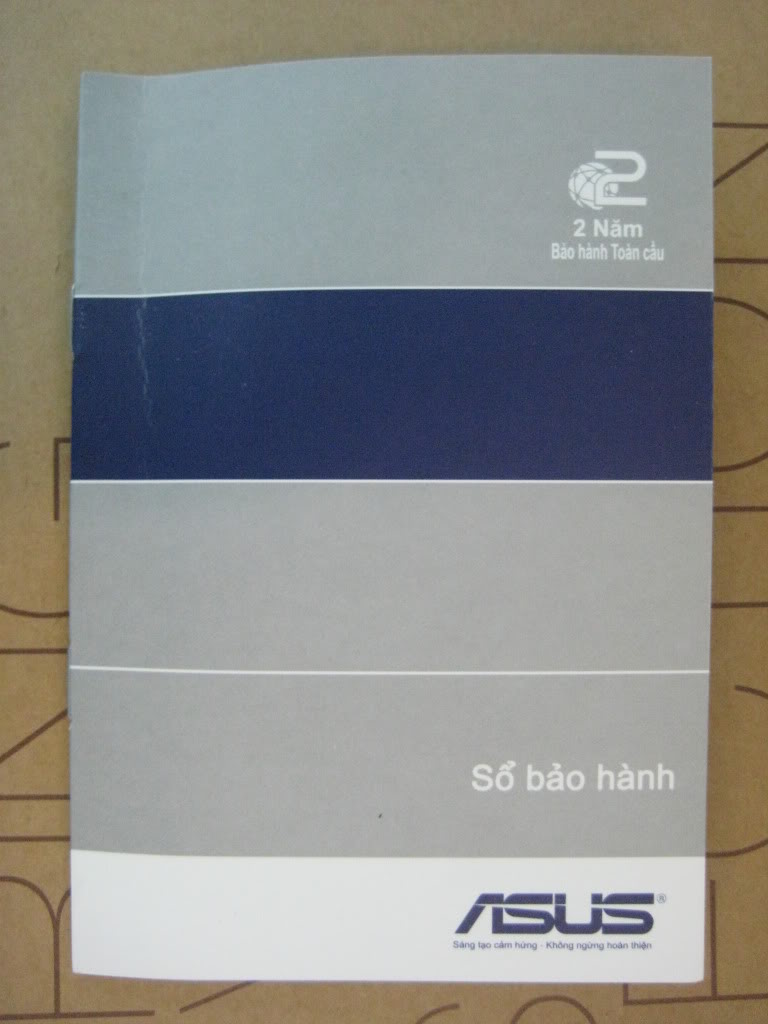 2
2 Năm
Bảo hành Toàn cầu
Sổ bảo hành
ASUS®
Sáng tạo cảm hứng - Không ngừng hoàn thiện